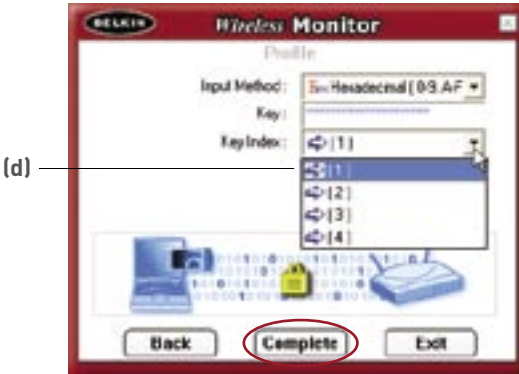 BELKIN Wireless Monitor
Profile
Input Method: Hexadecimal ( 0-9, A-F
Key: **********************
Key Index: (1)
(d)
(1)
(2)
(3)
(4)
Back Complete Exit